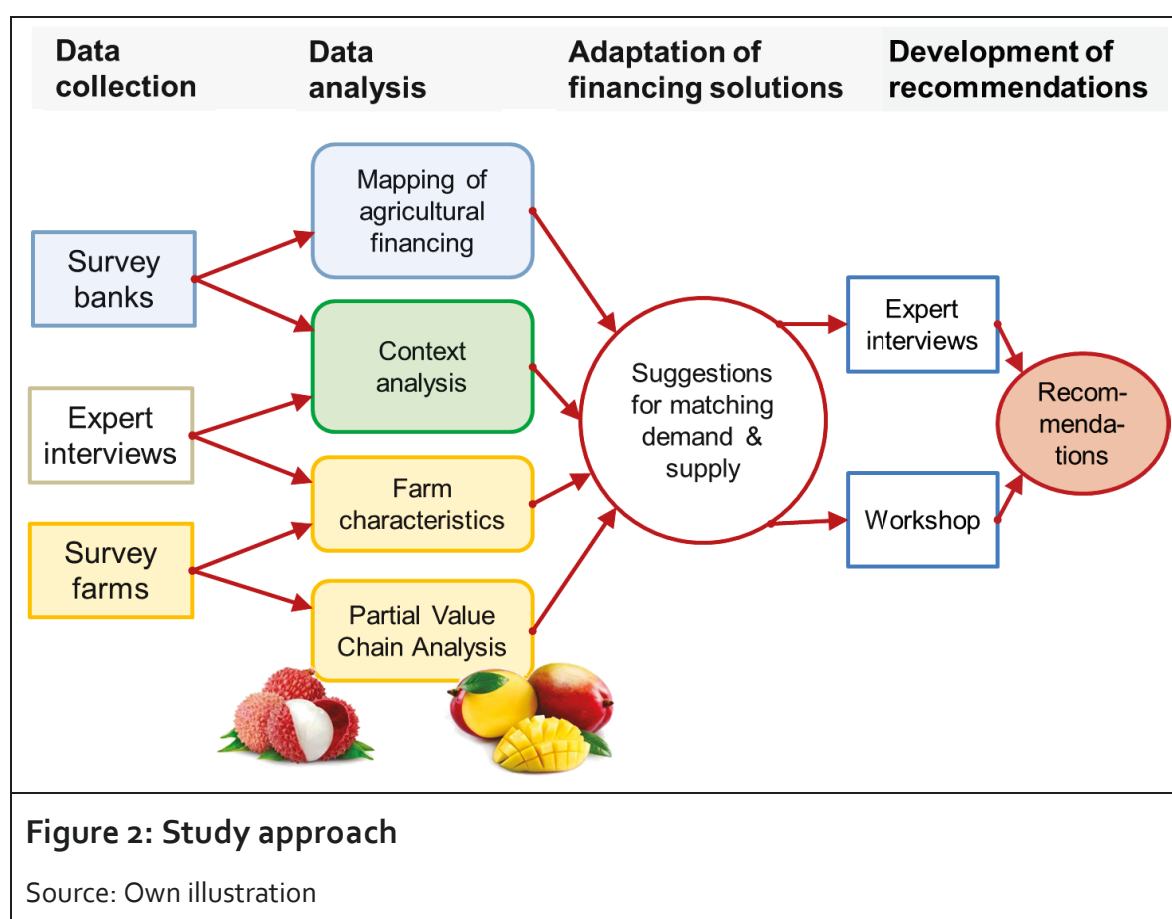 Data
collection
Data
analysis
Adaptation of
financing solutions
Development of
recommendations
Survey
banks
Expert
interviews
Survey
farms
Mapping of
agricultural
financing
Context
analysis
Farm
characteristics
Partial Value
Chain Analysis
Suggestions
for matching
demand &
supply
Expert
interviews
Workshop
Recom-
menda-
tions
Figure 2: Study approach
Source: Own illustration